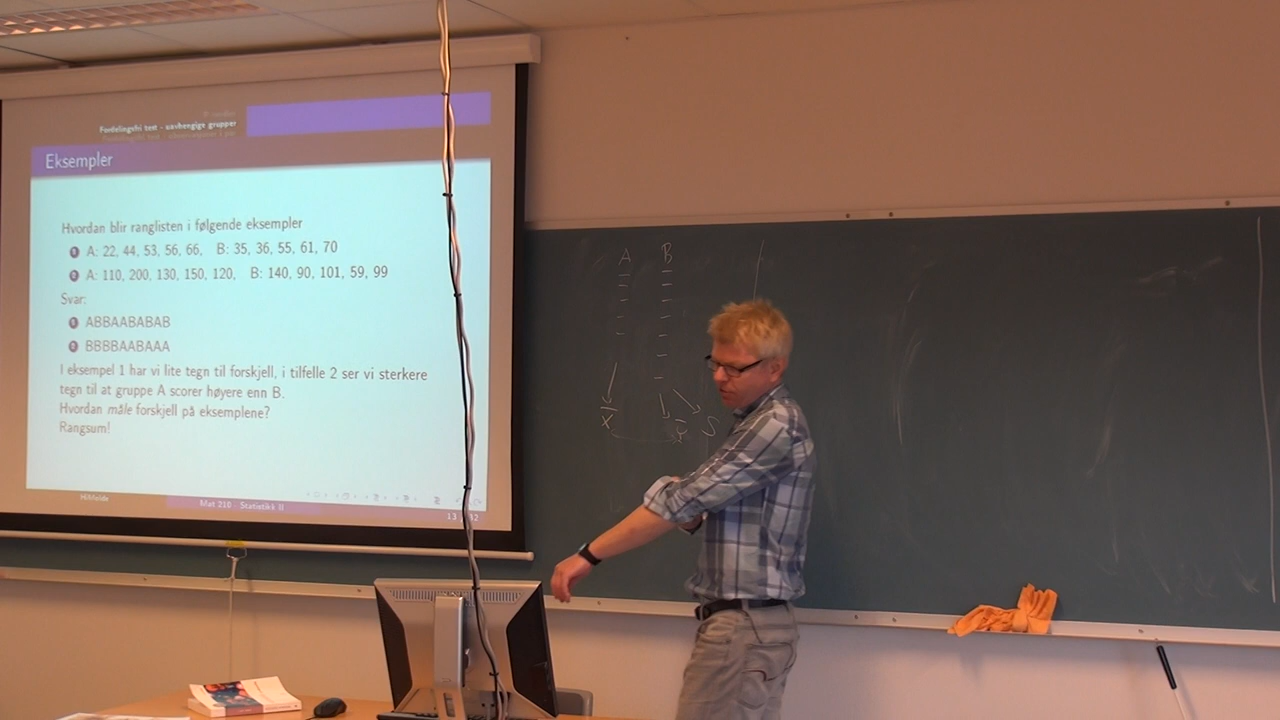 Fordelingsfri test - uavhengige grupper
Eksempler
Hvordan blir ranglisten i følgende eksempler
1 A: 22, 44, 53, 56, 66, B: 35, 36, 55, 61, 70
2 A: 110, 200, 130, 150, 120, B: 140, 90, 101, 59, 99
Svar:
1 ABBAABABAB
2 BBBBAABAAA
I eksempel 1 har vi lite tegn til forskjell, i tilfelle 2 ser vi sterkere
tegn til at gruppe A scorer høyere enn B.
Hvordan måle forskjell på eksemplene?
Rangsum!
HiMolde
Mat 210 - Statistikk II
A B
X̄ S